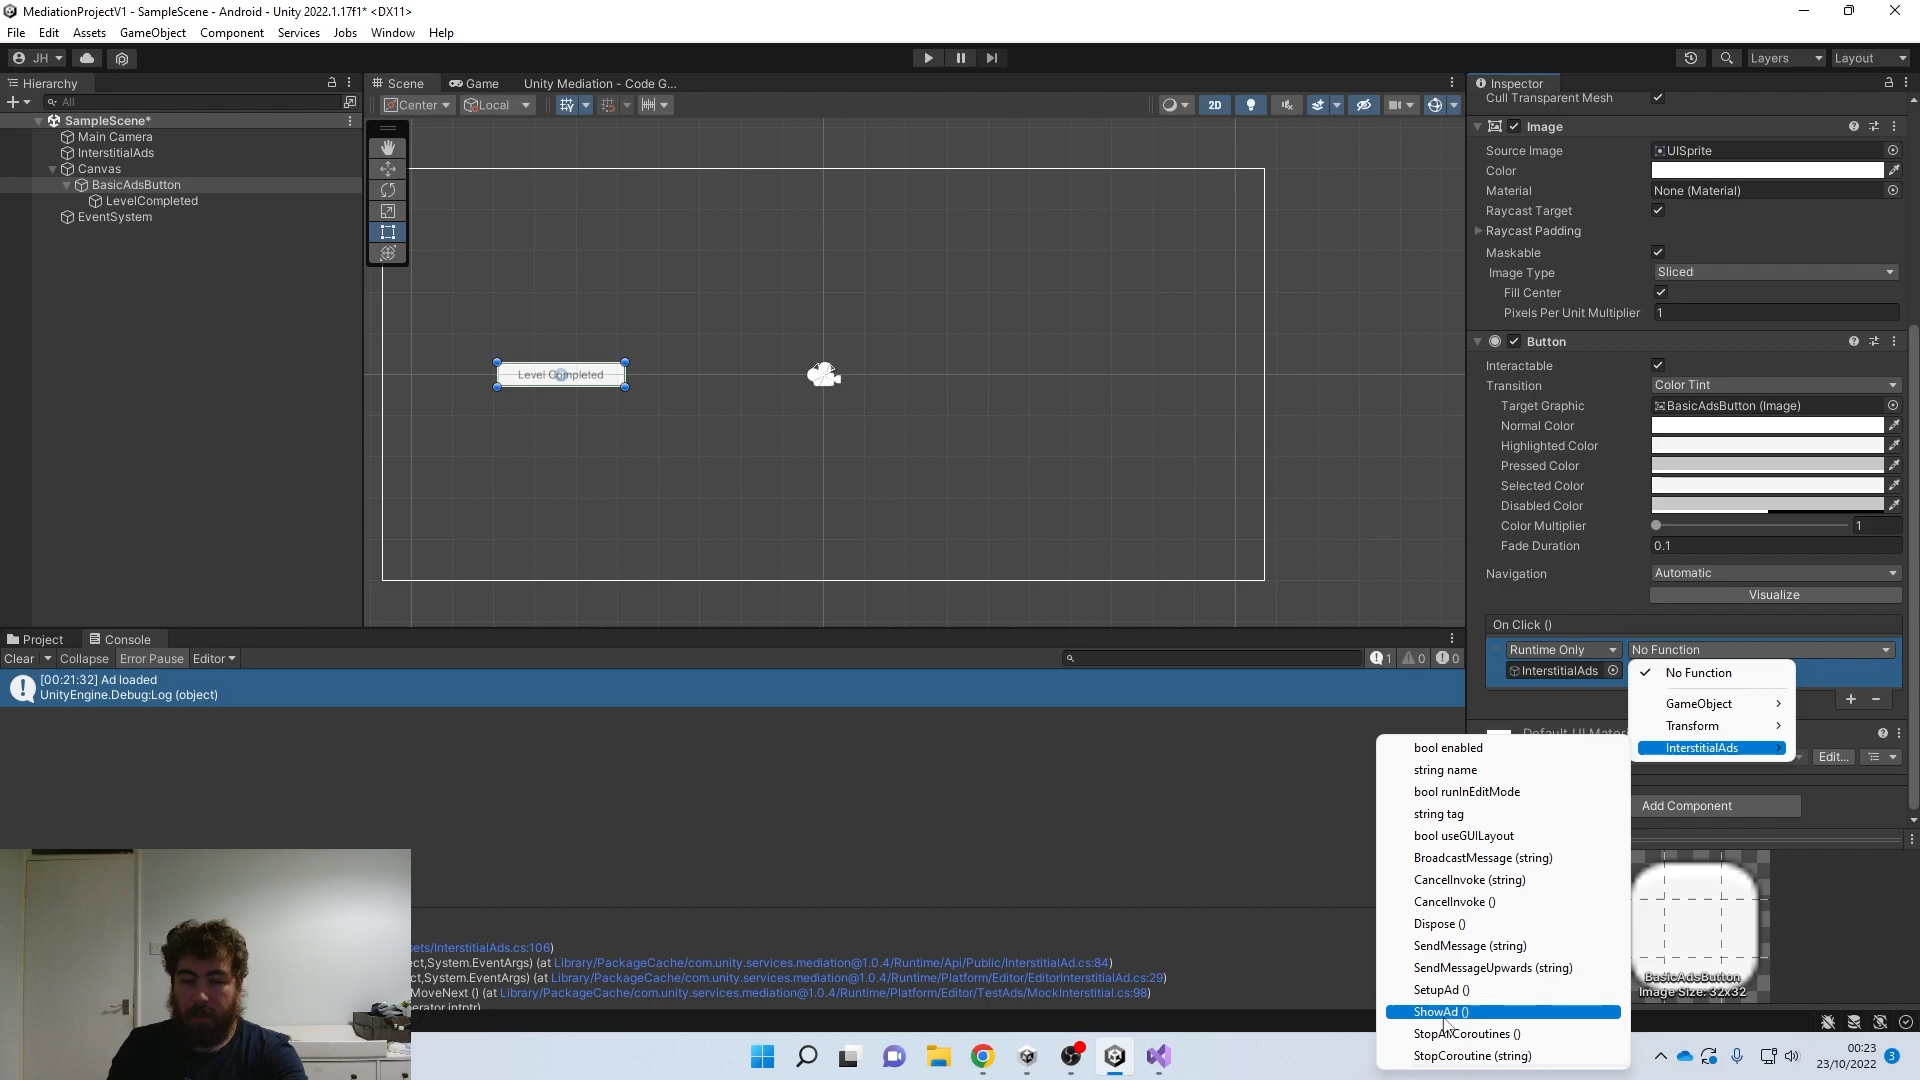 MediationProjectV1 - SampleScene - Android - Unity 2022.1.17f1* <DX11>
File Edit Assets GameObject Component Services Jobs Window Help
JH Layers Layout
Hierarchy Scene Game Unity Mediation - Code G... Inspector
All Center Local 2D
Cull Transparent Mesh
SampleScene*
Main Camera
InterstitialAds
Canvas
BasicAdsButton
LevelCompleted
EventSystem
Level Completed
Image
Source Image UISprite
Color
Material None (Material)
Raycast Target
Raycast Padding
Maskable
Image Type Sliced
Fill Center
Pixels Per Unit Multiplier 1
Button
Interactable
Transition Color Tint
Target Graphic BasicAdsButton (Image)
Normal Color
Highlighted Color
Pressed Color
Selected Color
Disabled Color
Color Multiplier 1
Fade Duration 0.1
Navigation Automatic
Visualize
On Click ()
Runtime Only No Function
InterstitialAds
No Function
GameObject
Transform
InterstitialAds
Edit...
Add Component
bool enabled
string name
bool runInEditMode
string tag
bool useGUILayout
BroadcastMessage (string)
CancelInvoke (string)
CancelInvoke ()
Dispose ()
SendMessage (string)
SendMessageUpwards (string)
SetupAd ()
ShowAd ()
StopAllCoroutines ()
StopCoroutine (string)
BasicAdsButton
Image Size: 32x32
Project Console
Clear Collapse Error Pause Editor 1 0 0
[00:21:32] Ad loaded
UnityEngine.Debug:Log (object)
sets/InterstitialAds.cs:106)
ct,System.EventArgs) (at Library/PackageCache/com.unity.services.mediation@1.0.4/Runtime/Api/Public/InterstitialAd.cs:84)
ct,System.EventArgs) (at Library/PackageCache/com.unity.services.mediation@1.0.4/Runtime/Platform/Editor/EditorInterstitialAd.cs:29)
MoveNext () (at Library/PackageCache/com.unity.services.mediation@1.0.4/Runtime/Platform/Editor/TestAds/MockInterstitial.cs:98)
00:23
23/10/2022
3